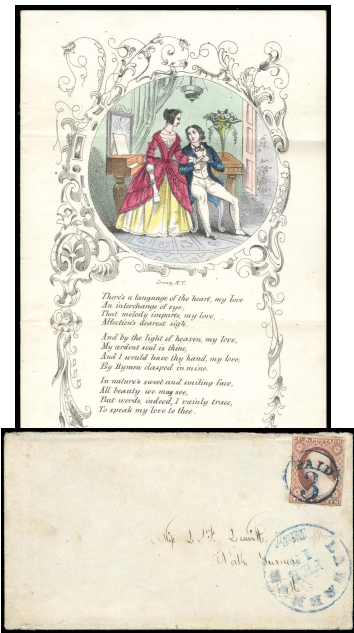 Strong, N.Y.
There's a language of the heart, my love
An interchange of eye,
That melody imparts, my love,
Affection's dearest sigh.
And by the light of heaven, my love,
My ardent soul is thine,
And I would have thy hand, my love,
By Hymen clasped in mine.
In nature's sweet and smiling face,
All beauty we may see,
But words, indeed, I vainly trace,
To speak my love to thee.
U.S. POSTAGE
PAID
3
Miss
Leavitt